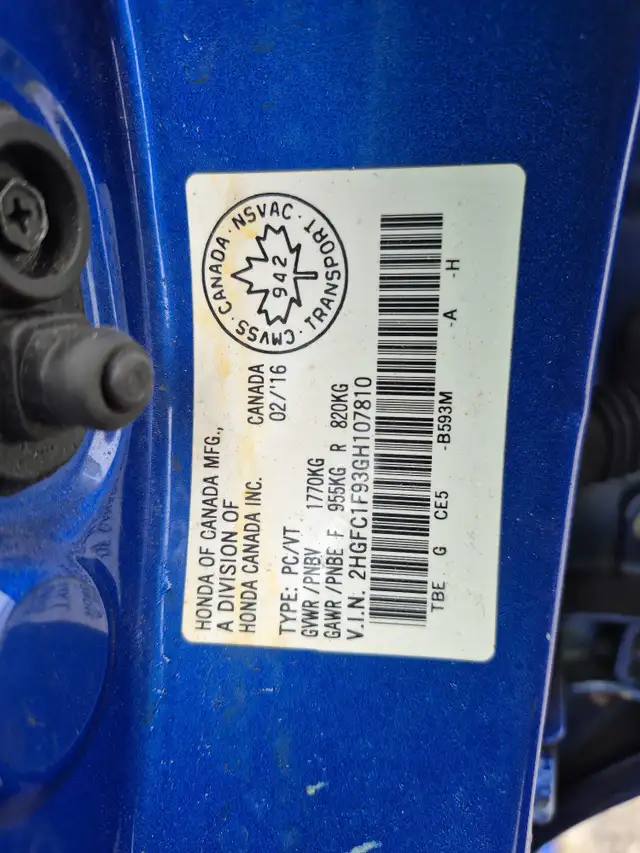 HONDA OF CANADA MFG.,
A DIVISION OF
HONDA CANADA INC.
CANADA
02/'16
TYPE: PC/VT
GVWR/PNBV 1770KG
GAWR/PNBE F 955KG R 820KG
V.I.N. 2HGFC1F93GH107810
TBE G CE5 -B593M -A -H
CMVSS·CANADA·NSVAC·TRANSPORT·
942